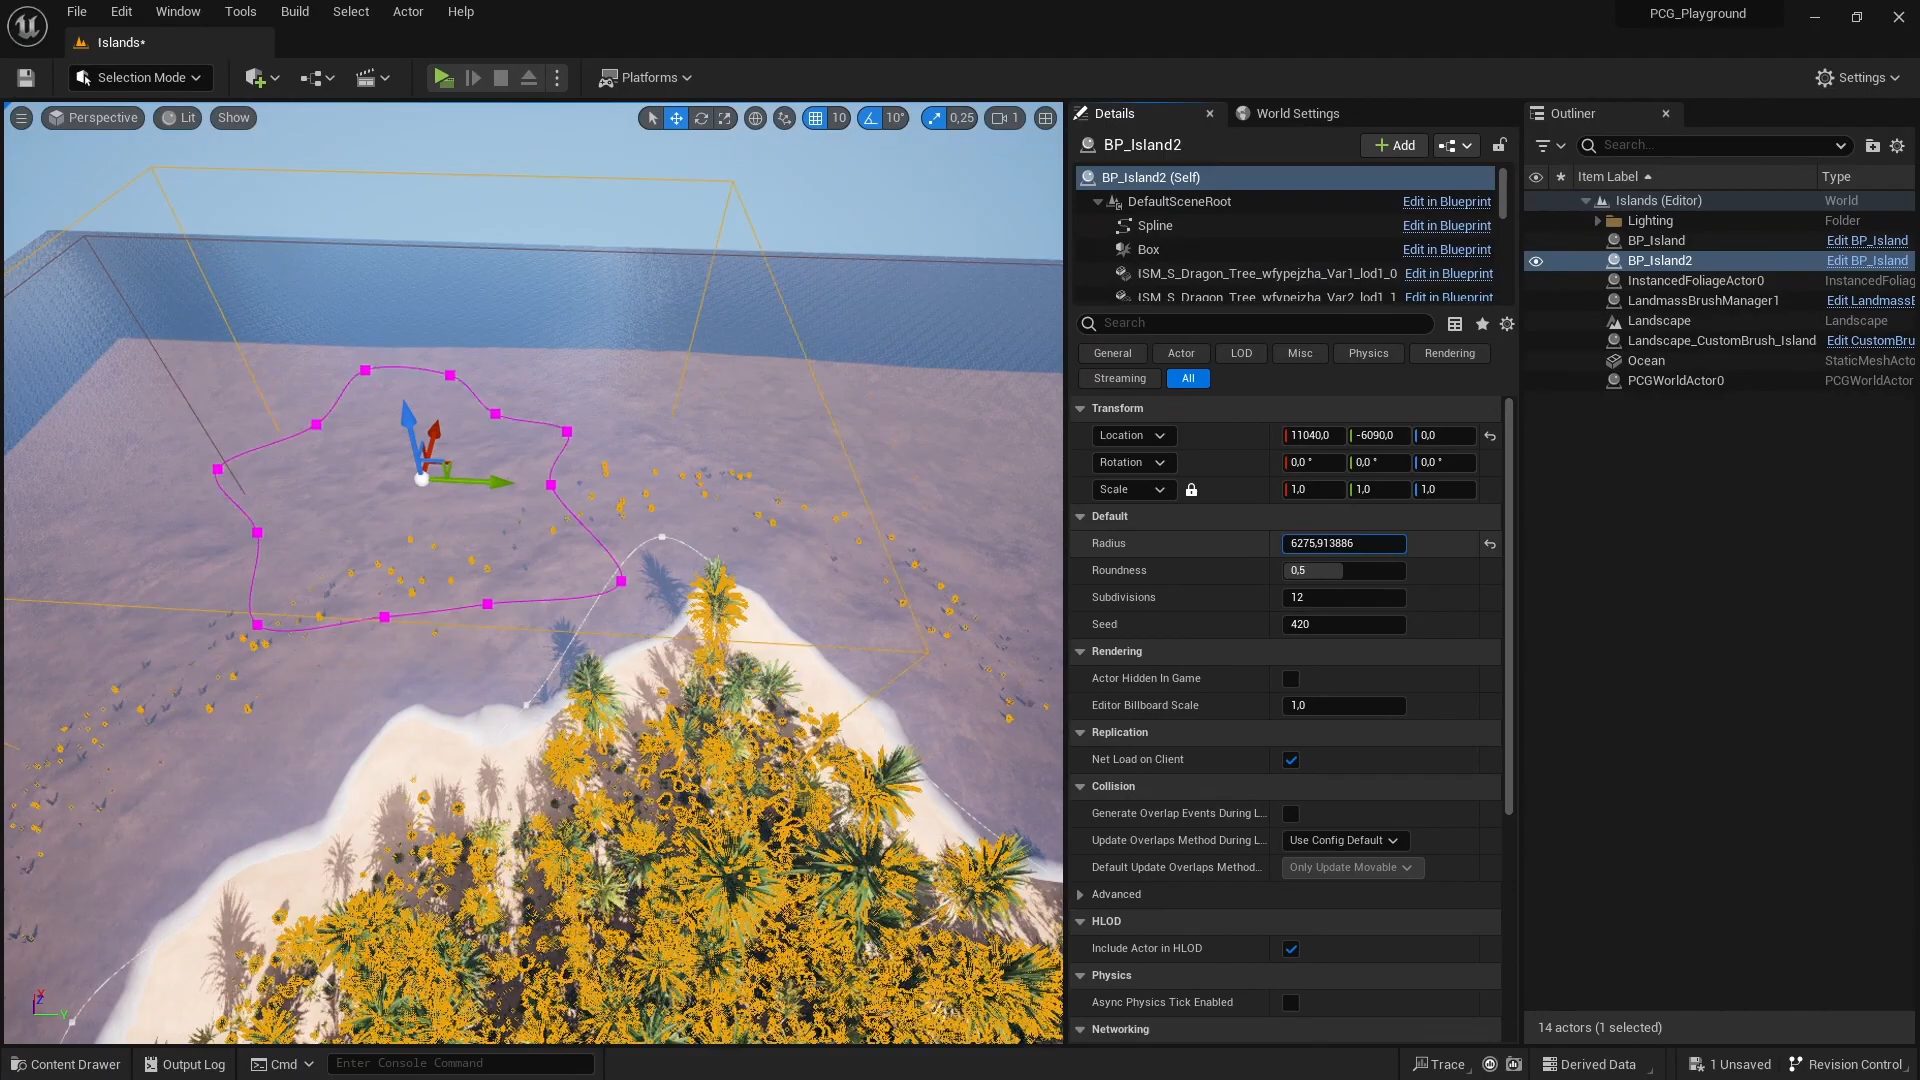 File Edit Window Tools Build Select Actor Help
PCG_Playground
Islands*
Selection Mode
Platforms
Settings
Perspective Lit Show
10 10° 0,25 1
Details World Settings
BP_Island2
Add
BP_Island2 (Self)
DefaultSceneRoot Edit in Blueprint
Spline Edit in Blueprint
Box Edit in Blueprint
ISM_S_Dragon_Tree_wfypejzha_Var1_lod1_0 Edit in Blueprint
ISM_S_Dragon_Tree_wfypejzha_Var2_lod1_1 Edit in Blueprint
Search
General Actor LOD Misc Physics Rendering
Streaming All
Transform
Location 11040,0 -6090,0 0,0
Rotation 0,0 ° 0,0 ° 0,0 °
Scale 1,0 1,0 1,0
Default
Radius 6275,913886
Roundness 0,5
Subdivisions 12
Seed 420
Rendering
Actor Hidden In Game
Editor Billboard Scale 1,0
Replication
Net Load on Client
Collision
Generate Overlap Events During L...
Update Overlaps Method During L... Use Config Default
Default Update Overlaps Method... Only Update Movable
Advanced
HLOD
Include Actor in HLOD
Physics
Async Physics Tick Enabled
Networking
Outliner
Search...
Item Label Type
Islands (Editor) World
Lighting Folder
BP_Island Edit BP_Island
BP_Island2 Edit BP_Island
InstancedFoliageActor0 InstancedFoliag
LandmassBrushManager1 Edit LandmassB
Landscape Landscape
Landscape_CustomBrush_Island Edit CustomBru
Ocean StaticMeshActo
PCGWorldActor0 PCGWorldActor
14 actors (1 selected)
X
Z
Y
Content Drawer Output Log Cmd Enter Console Command
Trace Derived Data 1 Unsaved Revision Control